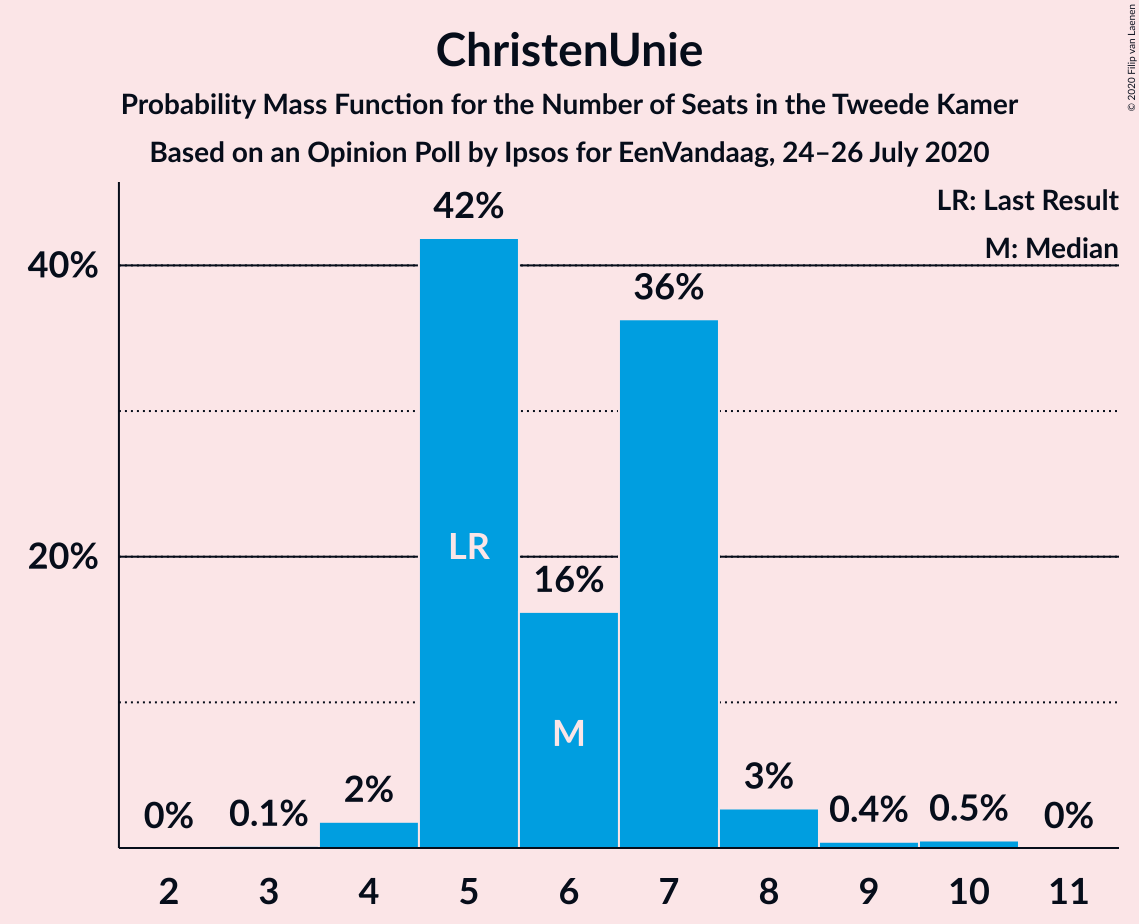 © 2020 Filip van Laenen
ChristenUnie
Probability Mass Function for the Number of Seats in the Tweede Kamer
Based on an Opinion Poll by Ipsos for EenVandaag, 24–26 July 2020
LR: Last Result
M: Median
42%
40%
36%
20%
LR
16%
M
0%
0.1%
2%
3%
0.4%
0.5%
0%
2 3 4 5 6 7 8 9 10 11